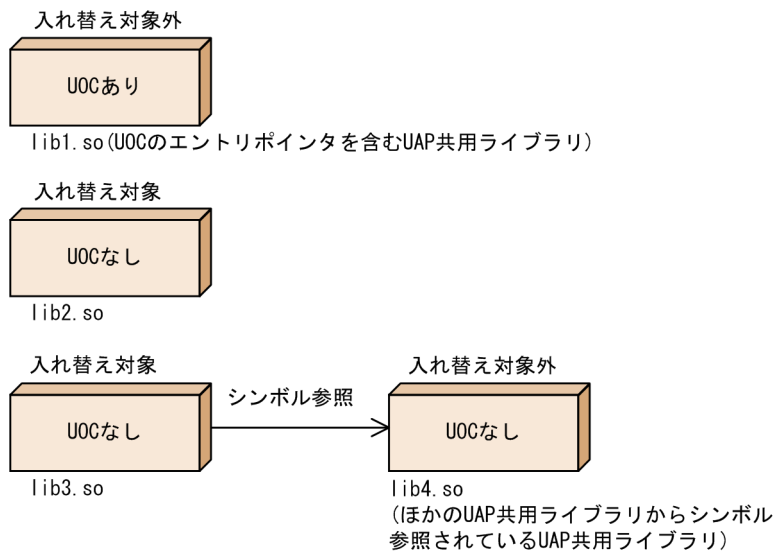 入れ替え対象外
UOCあり
lib1.so(UOCのエントリポインタを含むUAP共用ライブラリ)
入れ替え対象
UOCなし
lib2.so
入れ替え対象
UOCなし
lib3.so
シンボル参照
入れ替え対象外
UOCなし
lib4.so
(ほかのUAP共用ライブラリからシンボル
参照されているUAP共用ライブラリ)